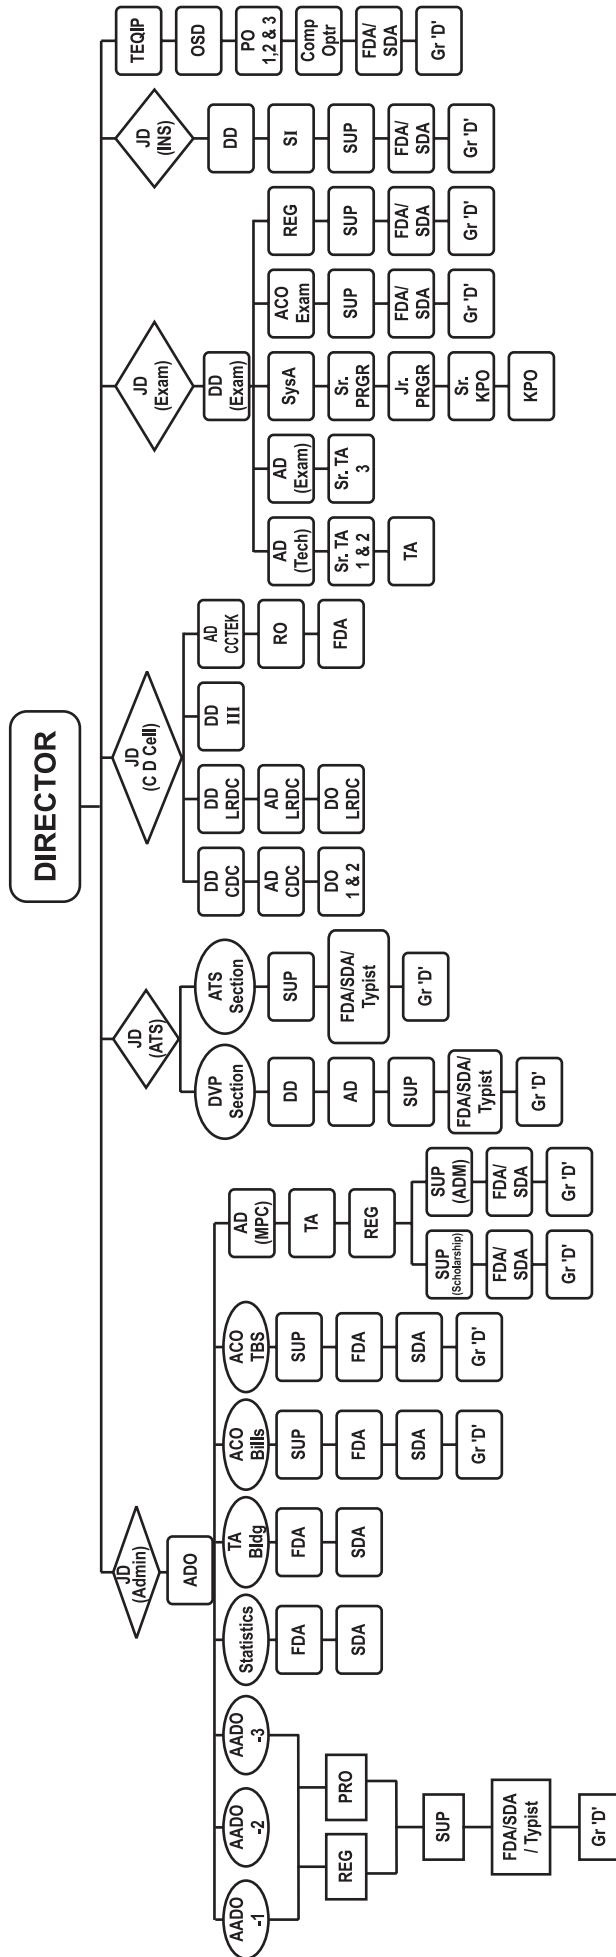 DIRECTOR
JD
(Admin)
ADO
AADO
-1
AADO
-2
AADO
-3
REG
PRO
SUP
FDA/SDA
/ Typist
Gr 'D'
Statistics
FDA
SDA
TA
Bldg
FDA
SDA
ACO
Bills
SUP
FDA
SDA
Gr 'D'
ACO
TBS
SUP
FDA
SDA
Gr 'D'
AD
(MPC)
TA
REG
SUP
(Scholarship)
FDA/
SDA
Gr 'D'
SUP
(ADM)
FDA/
SDA
Gr 'D'
JD
(ATS)
DVP
Section
DD
AD
SUP
FDA/SDA/
Typist
Gr 'D'
ATS
Section
SUP
FDA/SDA/
Typist
Gr 'D'
JD
(C D Cell)
DD
CDC
AD
CDC
DO
1 & 2
DD
LRDC
AD
LRDC
DO
LRDC
DD
III
AD
CCTEK
RO
FDA
JD
(Exam)
DD
(Exam)
AD
(Tech)
Sr. TA
1 & 2
TA
AD
(Exam)
Sr. TA
3
SysA
Sr.
PRGR
Jr.
PRGR
Sr.
KPO
KPO
ACO
Exam
SUP
FDA/
SDA
Gr 'D'
REG
SUP
FDA/
SDA
Gr 'D'
JD
(INS)
DD
SI
SUP
FDA/
SDA
Gr 'D'
TEQIP
OSD
PO
1,2 & 3
Comp
Optr
FDA/
SDA
Gr 'D'